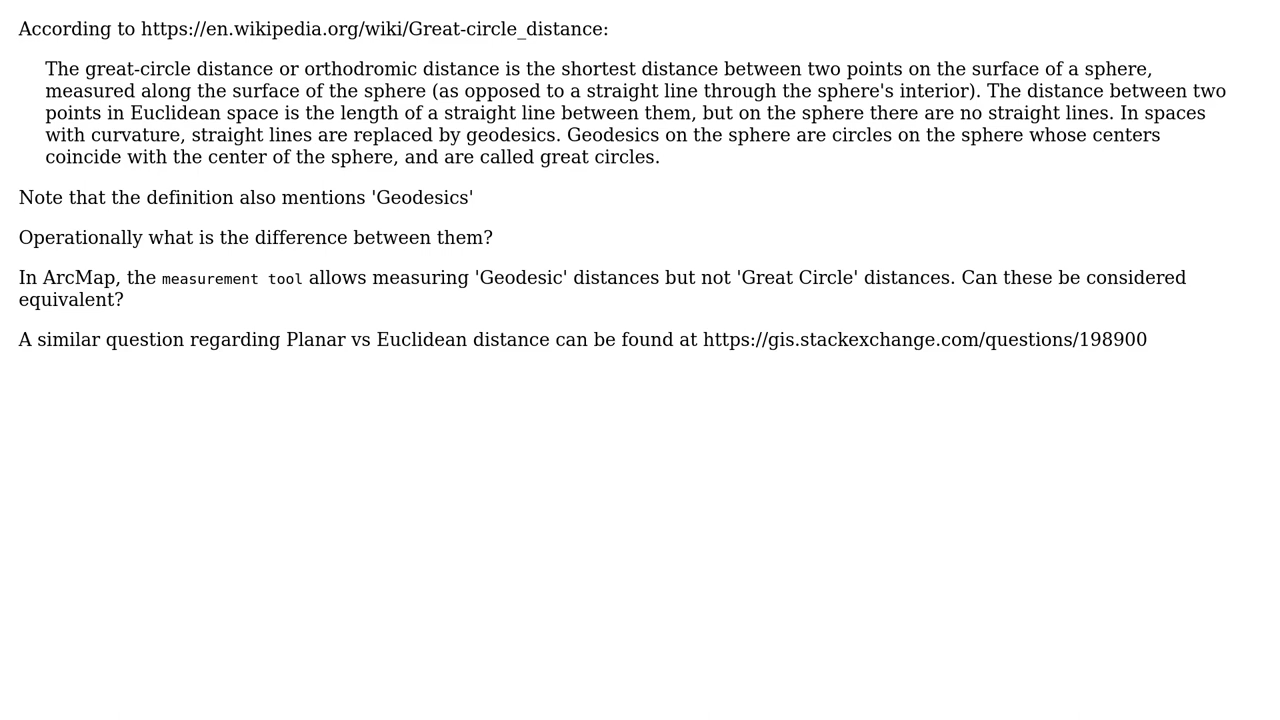 According to https://en.wikipedia.org/wiki/Great-circle_distance:
The great-circle distance or orthodromic distance is the shortest distance between two points on the surface of a sphere,
measured along the surface of the sphere (as opposed to a straight line through the sphere's interior). The distance between two
points in Euclidean space is the length of a straight line between them, but on the sphere there are no straight lines. In spaces
with curvature, straight lines are replaced by geodesics. Geodesics on the sphere are circles on the sphere whose centers
coincide with the center of the sphere, and are called great circles.
Note that the definition also mentions 'Geodesics'
Operationally what is the difference between them?
In ArcMap, the measurement tool allows measuring 'Geodesic' distances but not 'Great Circle' distances. Can these be considered
equivalent?
A similar question regarding Planar vs Euclidean distance can be found at https://gis.stackexchange.com/questions/198900